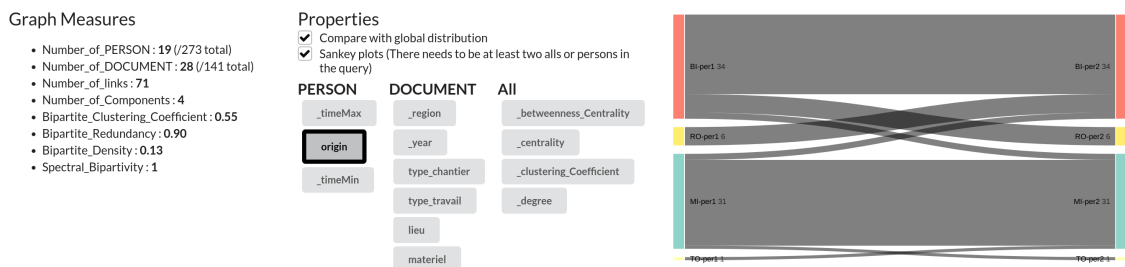 Graph Measures
• Number_of_PERSON : 19 (/273 total)
• Number_of_DOCUMENT : 28 (/141 total)
• Number_of_links : 71
• Number_of_Components : 4
• Bipartite_Clustering_Coefficient : 0.55
• Bipartite_Redundancy : 0.90
• Bipartite_Density : 0.13
• Spectral_Bipartivity : 1
Properties
Compare with global distribution
Sankey plots (There needs to be at least two alls or persons in
the query)
PERSON
_timeMax
origin
_timeMin
DOCUMENT
_region
_year
type_chantier
type_travail
lieu
materiel
All
_betweenness_Centrality
_centrality
_clustering_Coefficient
_degree
BI-per1 34
BI-per2 34
RO-per1 6
RO-per2 6
MI-per1 31
MI-per2 31
TO-per1 1
TO-per2 1